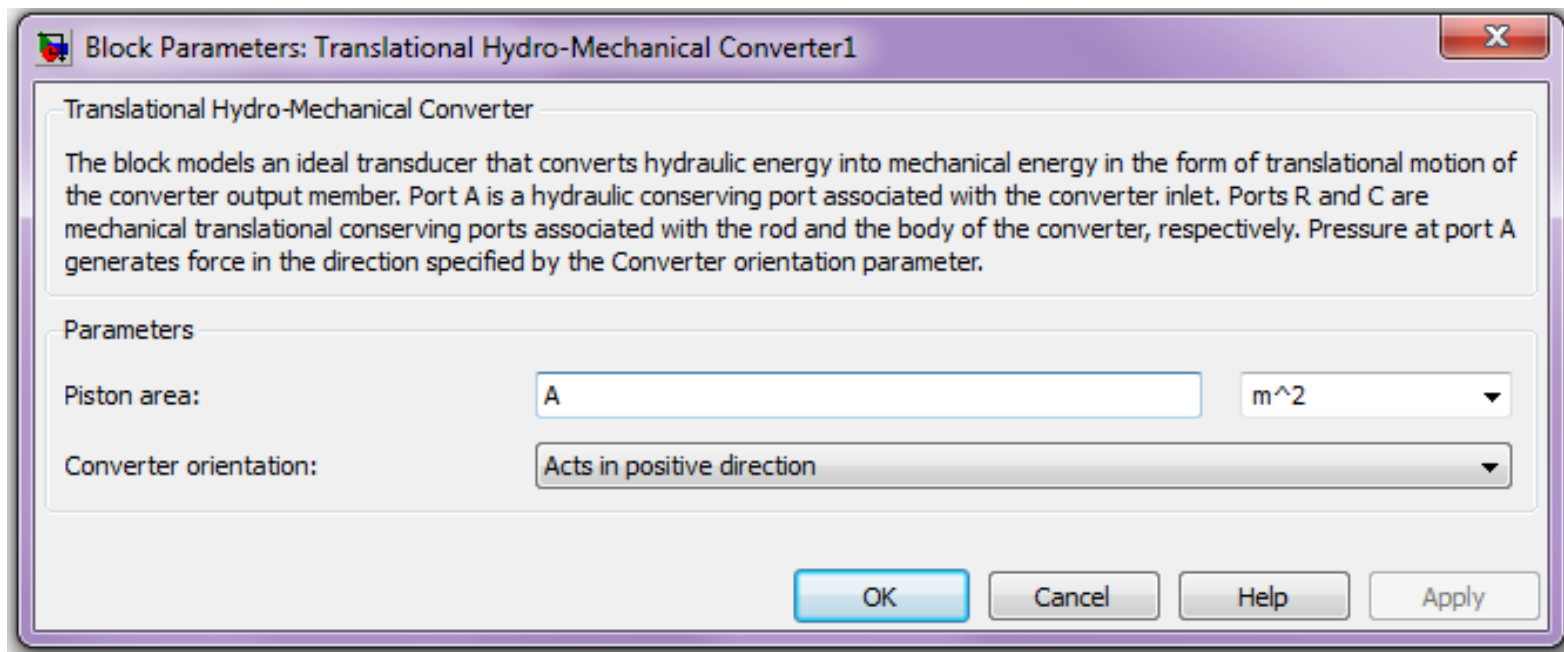 Block Parameters: Translational Hydro-Mechanical Converter1
X
Translational Hydro-Mechanical Converter
The block models an ideal transducer that converts hydraulic energy into mechanical energy in the form of translational motion of
the converter output member. Port A is a hydraulic conserving port associated with the converter inlet. Ports R and C are
mechanical translational conserving ports associated with the rod and the body of the converter, respectively. Pressure at port A
generates force in the direction specified by the Converter orientation parameter.
Parameters
Piston area: A m^2
Converter orientation: Acts in positive direction
OK Cancel Help Apply